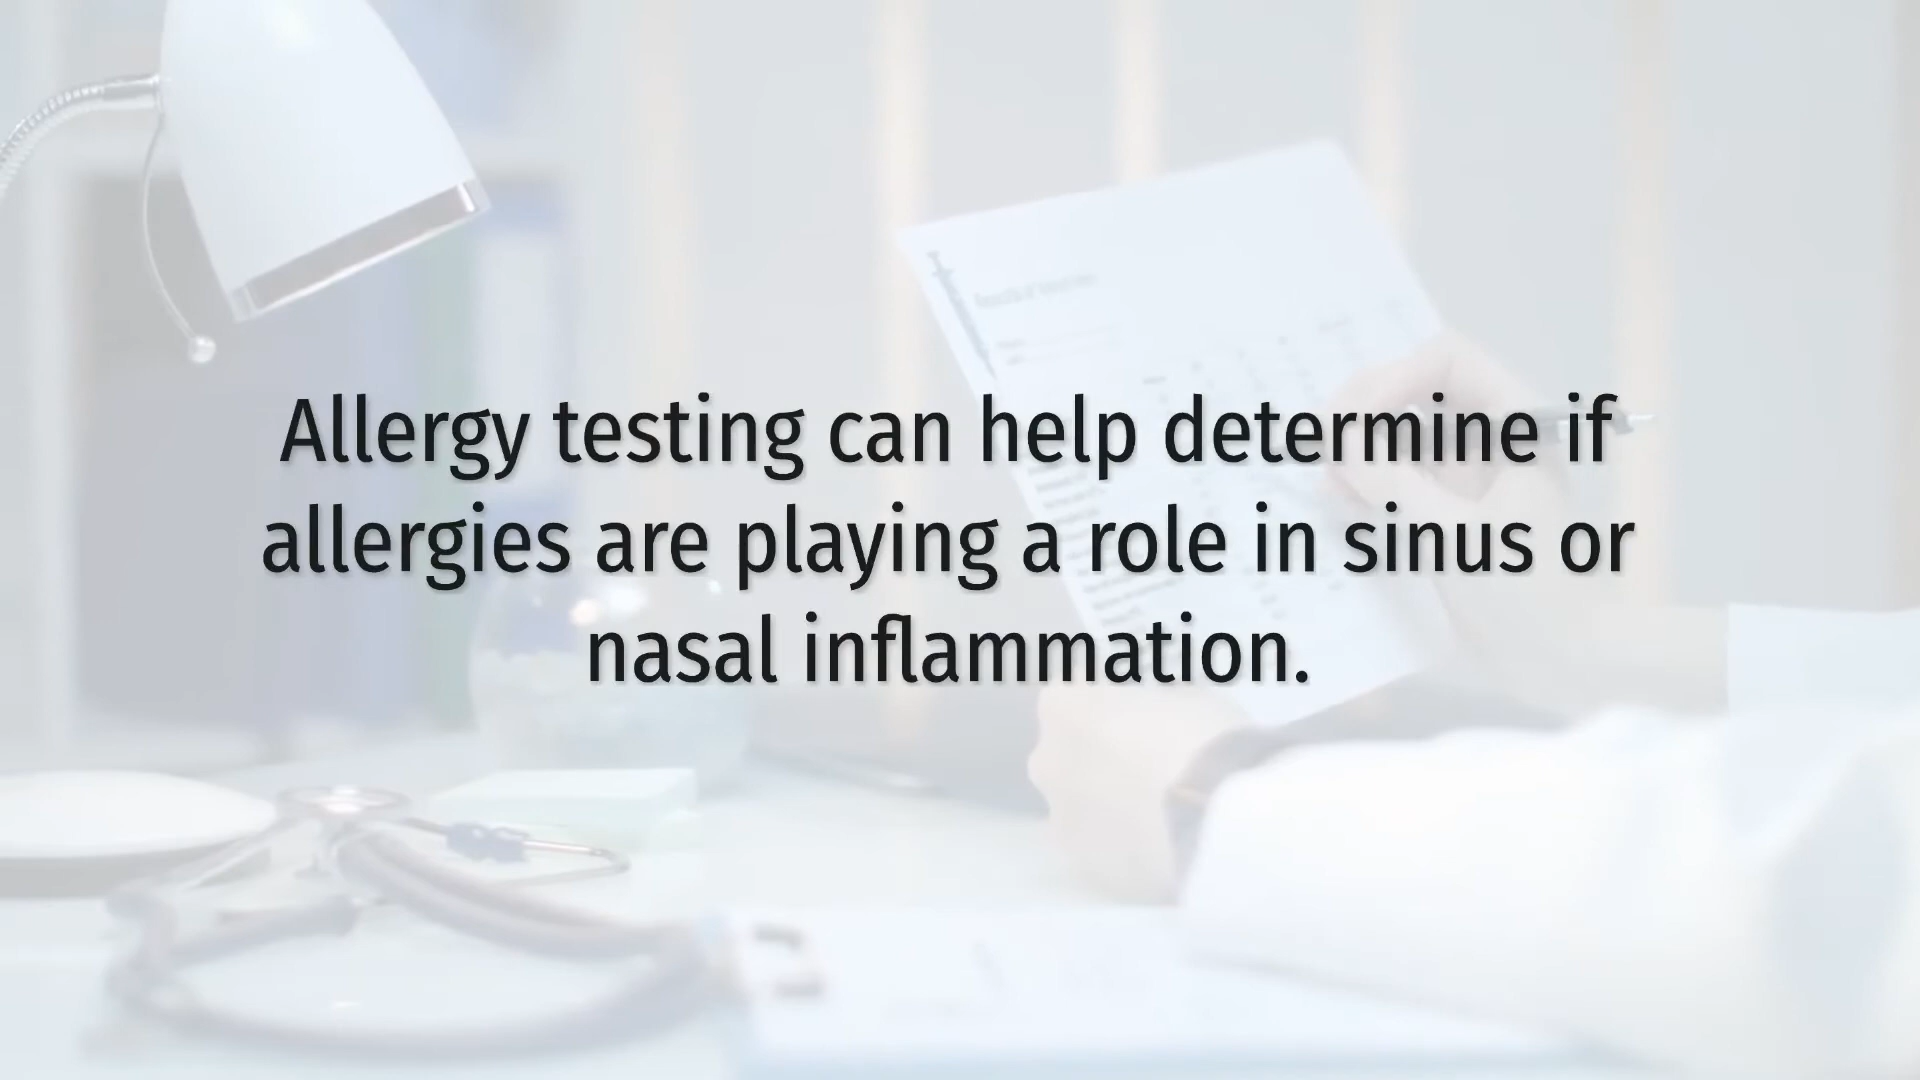 Allergy testing can help determine if
allergies are playing a role in sinus or
nasal inflammation.